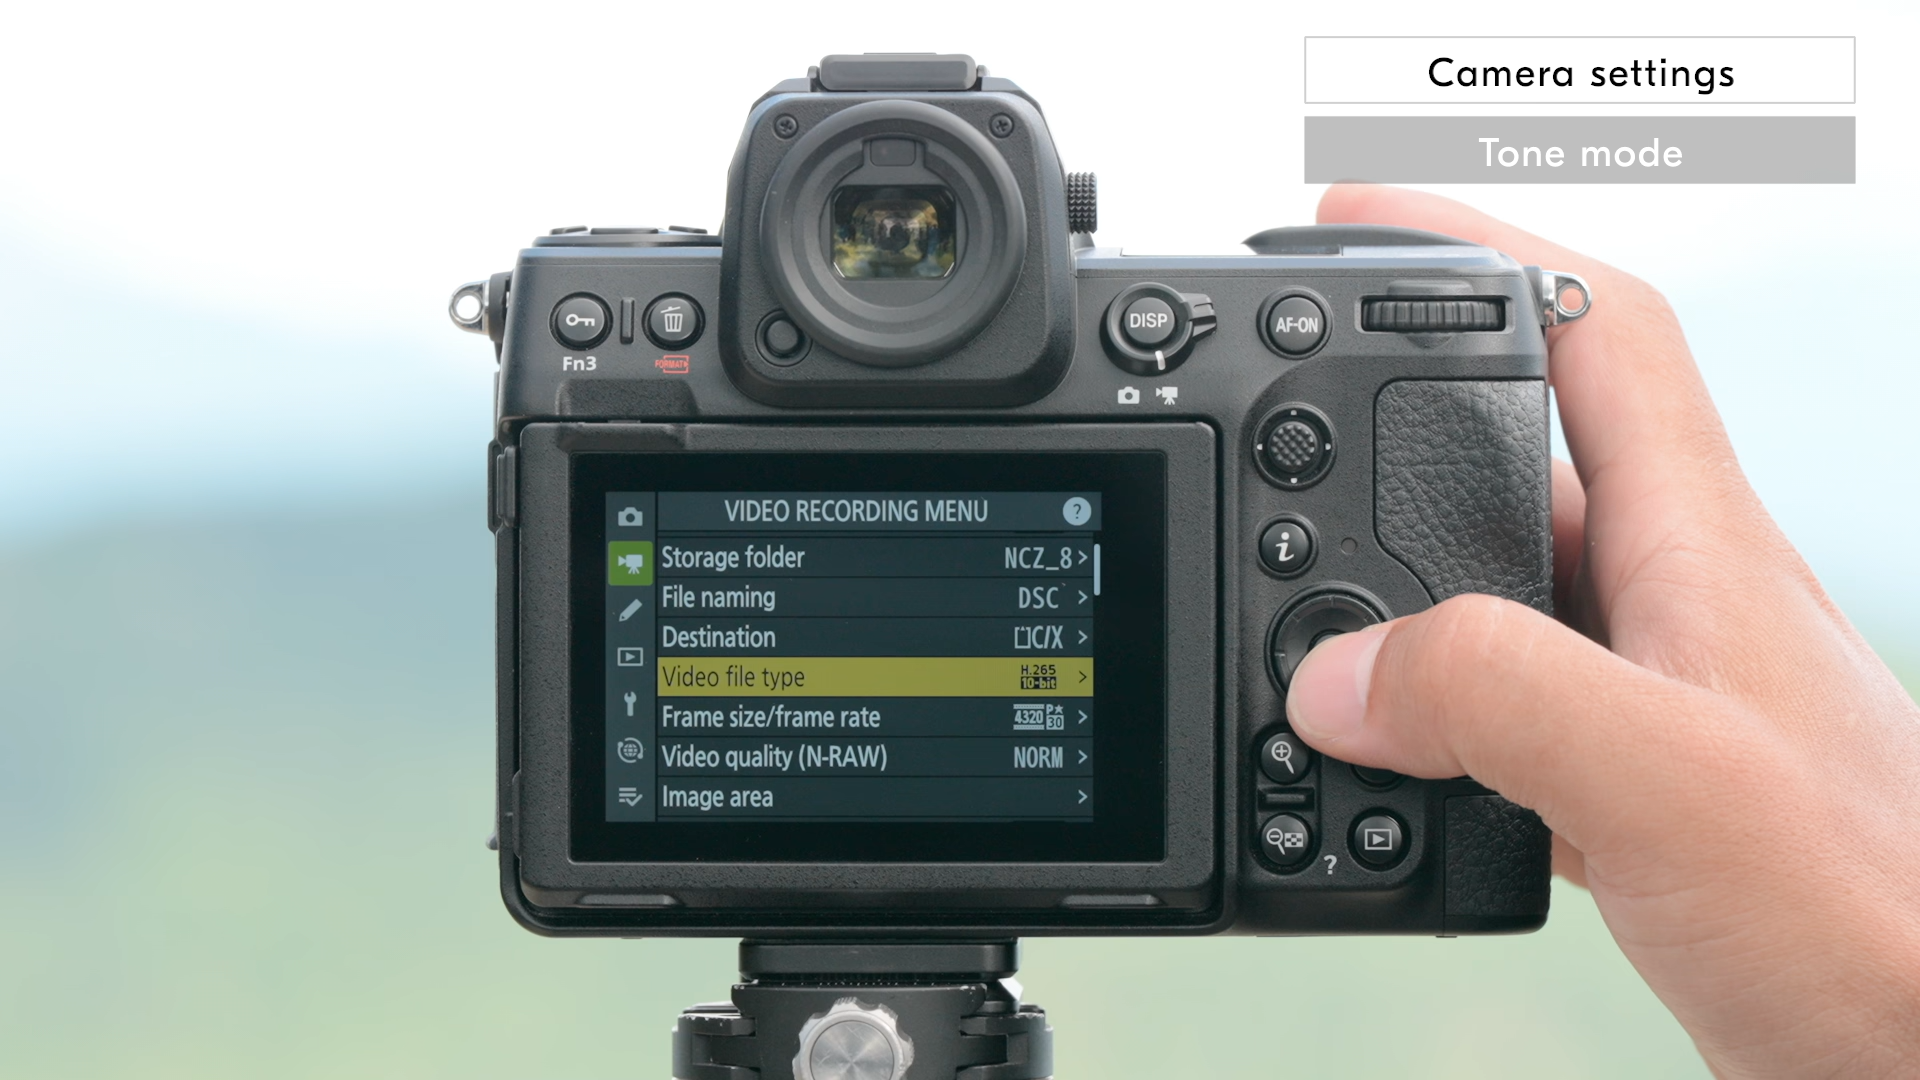 Camera settings
Tone mode
Fn3
FORMAT
DISP
AF-ON
i
VIDEO RECORDING MENU ?
Storage folder NCZ_8 >
File naming DSC >
Destination C/X >
Video file type H.265 10-bit >
Frame size/frame rate 4320 P★ 30 >
Video quality (N-RAW) NORM >
Image area >
?